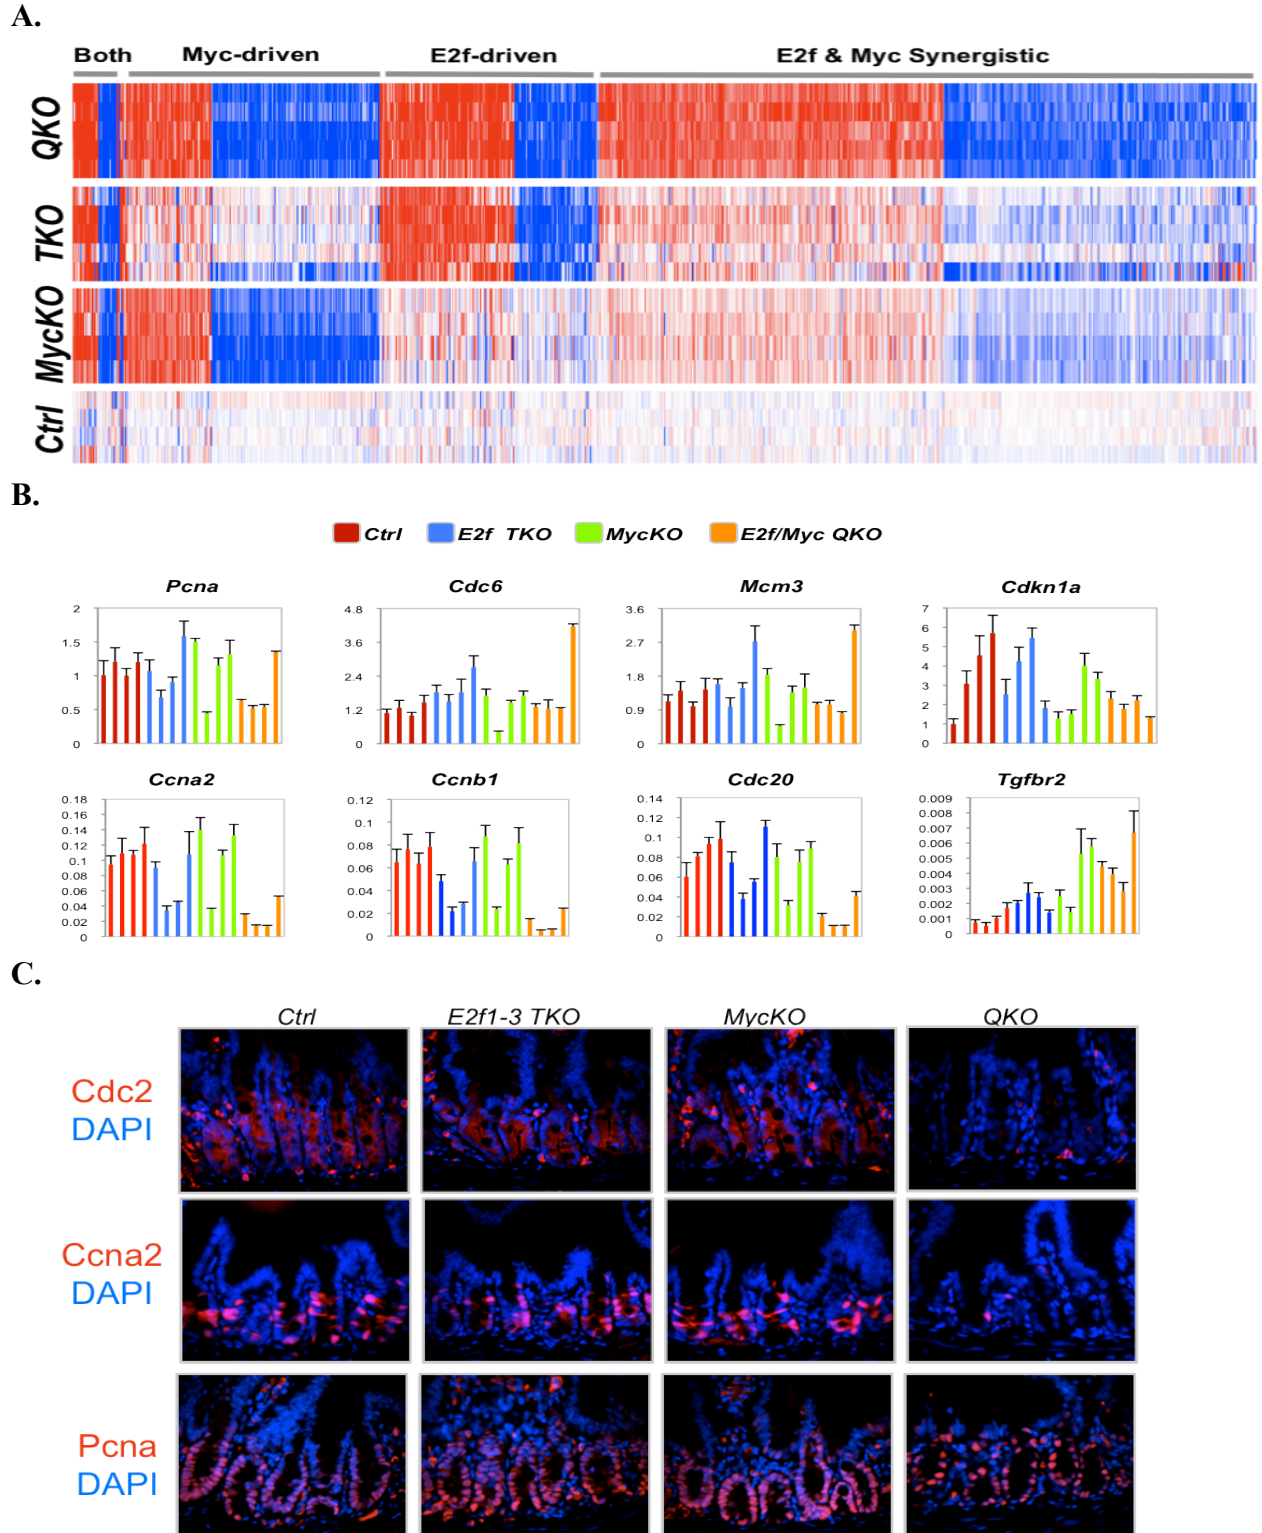 A.
Both Myc-driven E2f-driven E2f & Myc Synergistic
QKO
TKO
MycKO
Ctrl
B.
Ctrl E2f TKO MycKO E2f/Myc QKO
Pcna Cdc6 Mcm3 Cdkn1a
2 4.8 3.6 7
6
1.5 3.6 2.7 5
4
1 2.4 1.8
3
0.5 1.2 0.9 2
1
0 0 0 0
Ccna2 Ccnb1 Cdc20 Tgfbr2
0.18 0.12 0.14 0.009
0.16 0.12 0.008
0.14 0.1 0.007
0.12 0.08 0.1 0.006
0.1 0.08 0.005
0.08 0.06 0.06 0.004
0.06 0.04 0.04 0.003
0.04 0.002
0.02 0.02 0.02 0.001
0 0 0 0
C.
Ctrl E2f1-3 TKO MycKO QKO
Cdc2
DAPI
Ccna2
DAPI
Pcna
DAPI